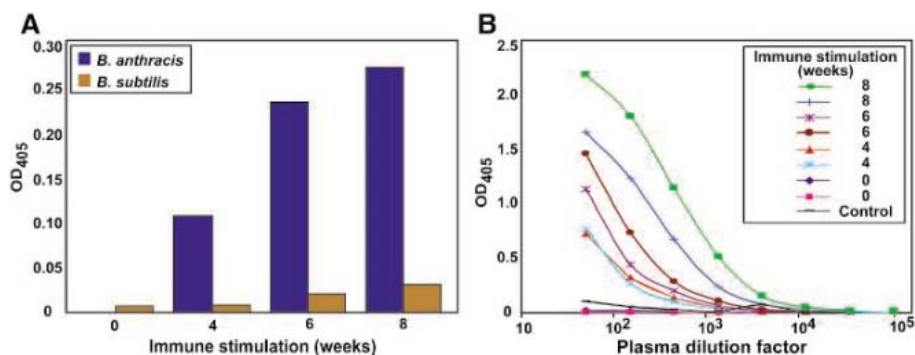 A
0.30
0.25
0.20
0.15
0.10
0.05
0
OD405
B. anthracis
B. subtilis
0
4
6
8
Immune stimulation (weeks)
B
2.5
2.0
1.5
1.0
0.5
0
OD405
Immune stimulation
(weeks)
8
8
6
6
4
4
0
0
Control
10
10²
10³
10⁴
10⁵
Plasma dilution factor